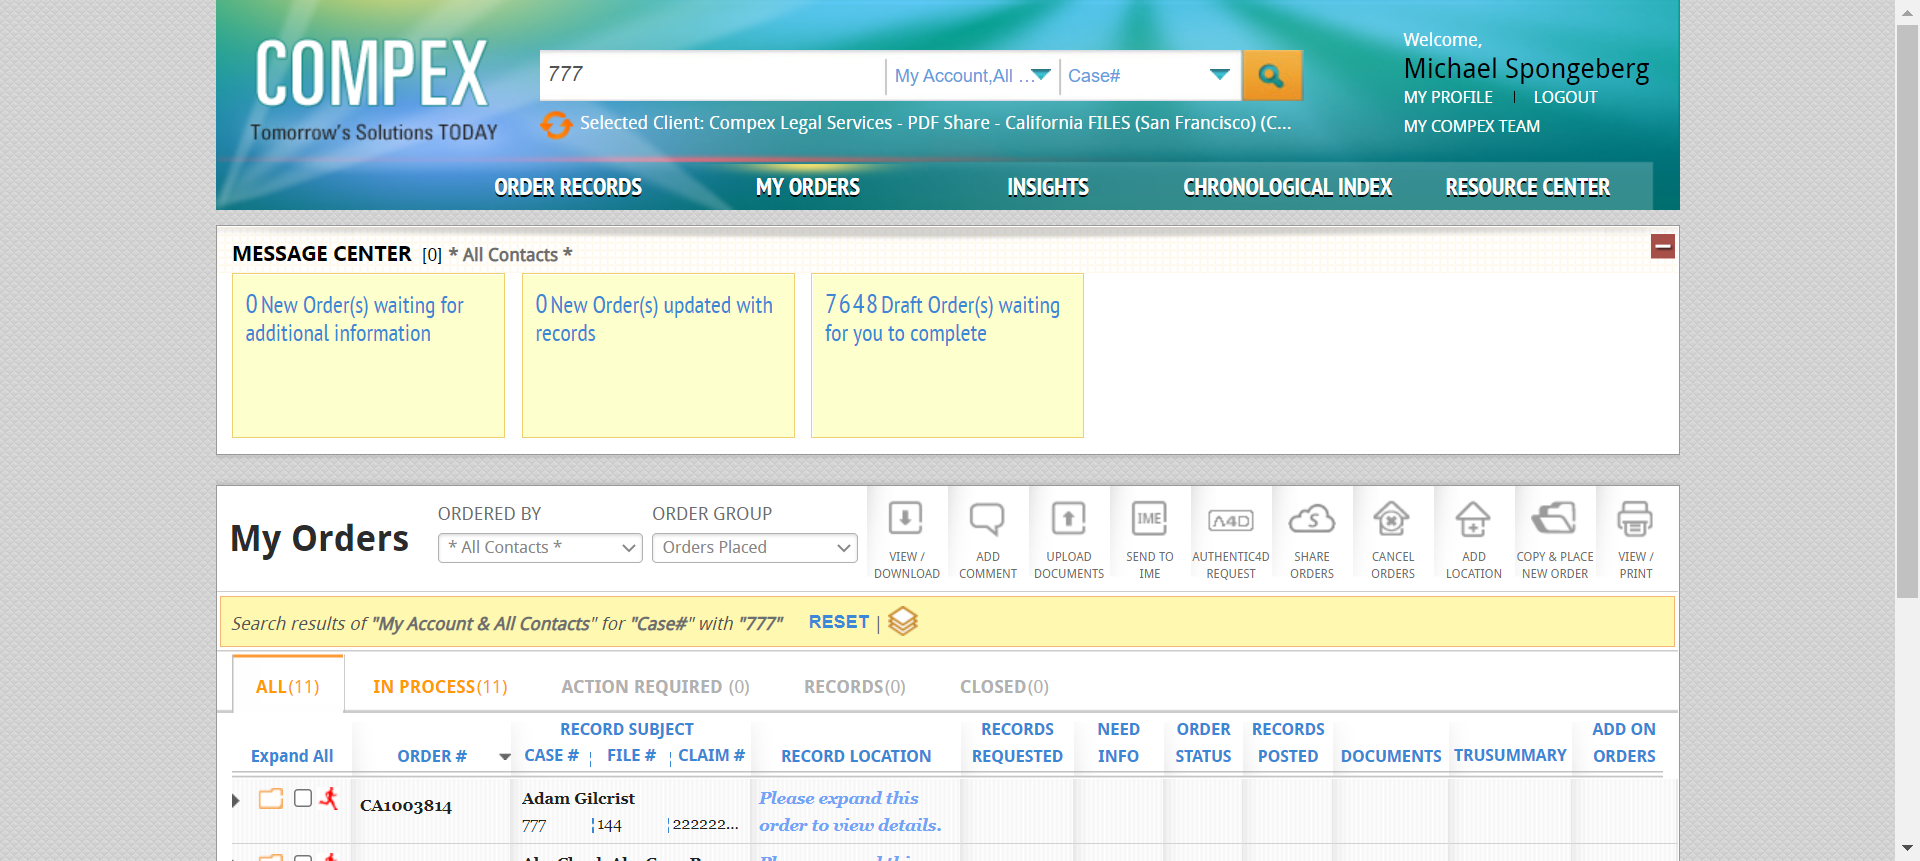 COMPEX
Tomorrow's Solutions TODAY
777
My Account,All ...
Case#
Selected Client: Compex Legal Services - PDF Share - California FILES (San Francisco) (C...
Welcome,
Michael Spongeberg
MY PROFILE | LOGOUT
MY COMPEX TEAM
ORDER RECORDS
MY ORDERS
INSIGHTS
CHRONOLOGICAL INDEX
RESOURCE CENTER
MESSAGE CENTER [0] * All Contacts *
0 New Order(s) waiting for
additional information
0 New Order(s) updated with
records
7648 Draft Order(s) waiting
for you to complete
My Orders
ORDERED BY
* All Contacts *
ORDER GROUP
Orders Placed
VIEW /
DOWNLOAD
ADD
COMMENT
UPLOAD
DOCUMENTS
IME
SEND TO
IME
A4D
AUTHENTIC4D
REQUEST
S
SHARE
ORDERS
CANCEL
ORDERS
ADD
LOCATION
COPY & PLACE
NEW ORDER
VIEW /
PRINT
Search results of "My Account & All Contacts" for "Case#" with "777" RESET |
ALL(11)
IN PROCESS(11)
ACTION REQUIRED (0)
RECORDS(0)
CLOSED(0)
Expand All
ORDER #
RECORD SUBJECT
CASE # FILE # CLAIM #
RECORD LOCATION
RECORDS
REQUESTED
NEED
INFO
ORDER
STATUS
RECORDS
POSTED
DOCUMENTS
TRUSUMMARY
ADD ON
ORDERS
CA1003814
Adam Gilcrist
777 144 222222...
Please expand this
order to view details.